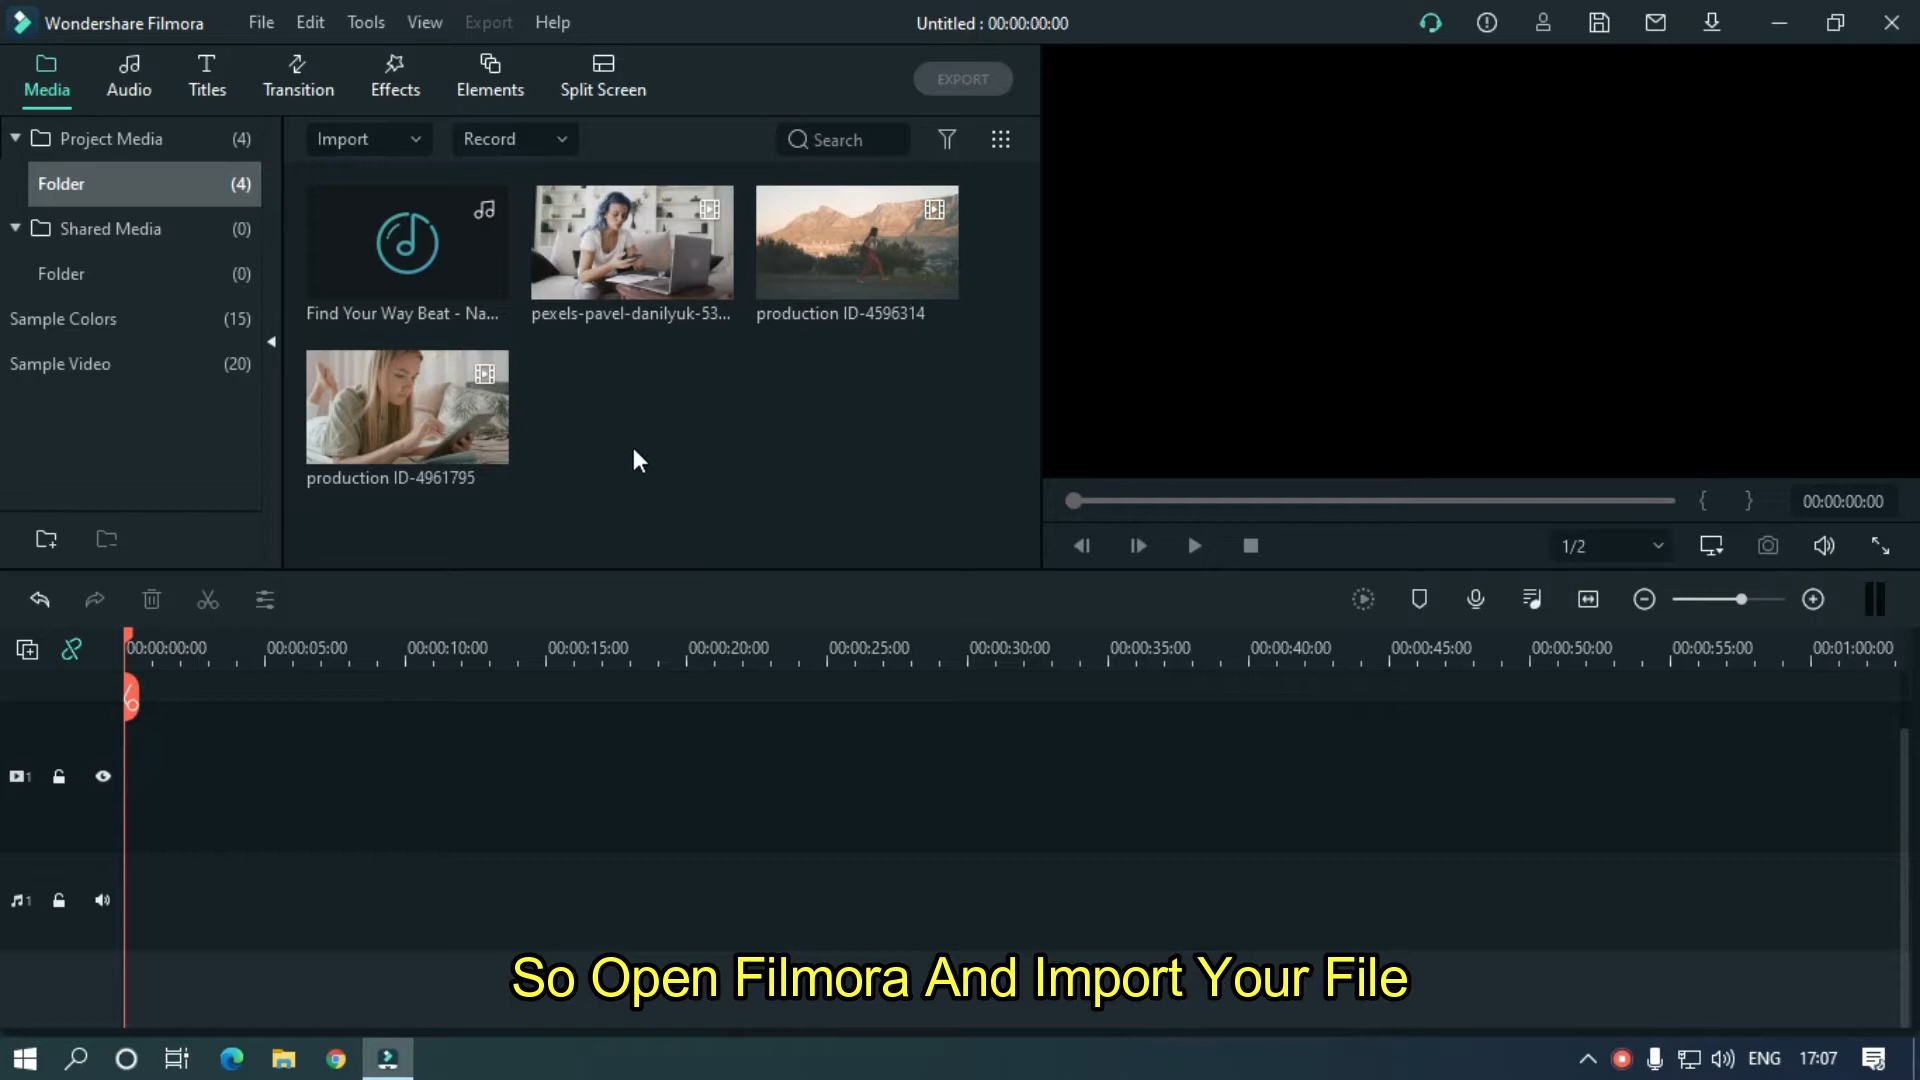 Wondershare Filmora File Edit Tools View Export Help Untitled : 00:00:00:00
Media Audio Titles Transition Effects Elements Split Screen EXPORT
Project Media (4)
Folder (4)
Shared Media (0)
Folder (0)
Sample Colors (15)
Sample Video (20)
Import Record Search
Find Your Way Beat - Na... pexels-pavel-danilyuk-53... production ID-4596314
production ID-4961795
{ } 00:00:00:00
1/2
00:00:00:00 00:00:05:00 00:00:10:00 00:00:15:00 00:00:20:00 00:00:25:00 00:00:30:00 00:00:35:00 00:00:40:00 00:00:45:00 00:00:50:00 00:00:55:00 00:01:00:00
1
1
So Open Filmora And Import Your File
ENG 17:07